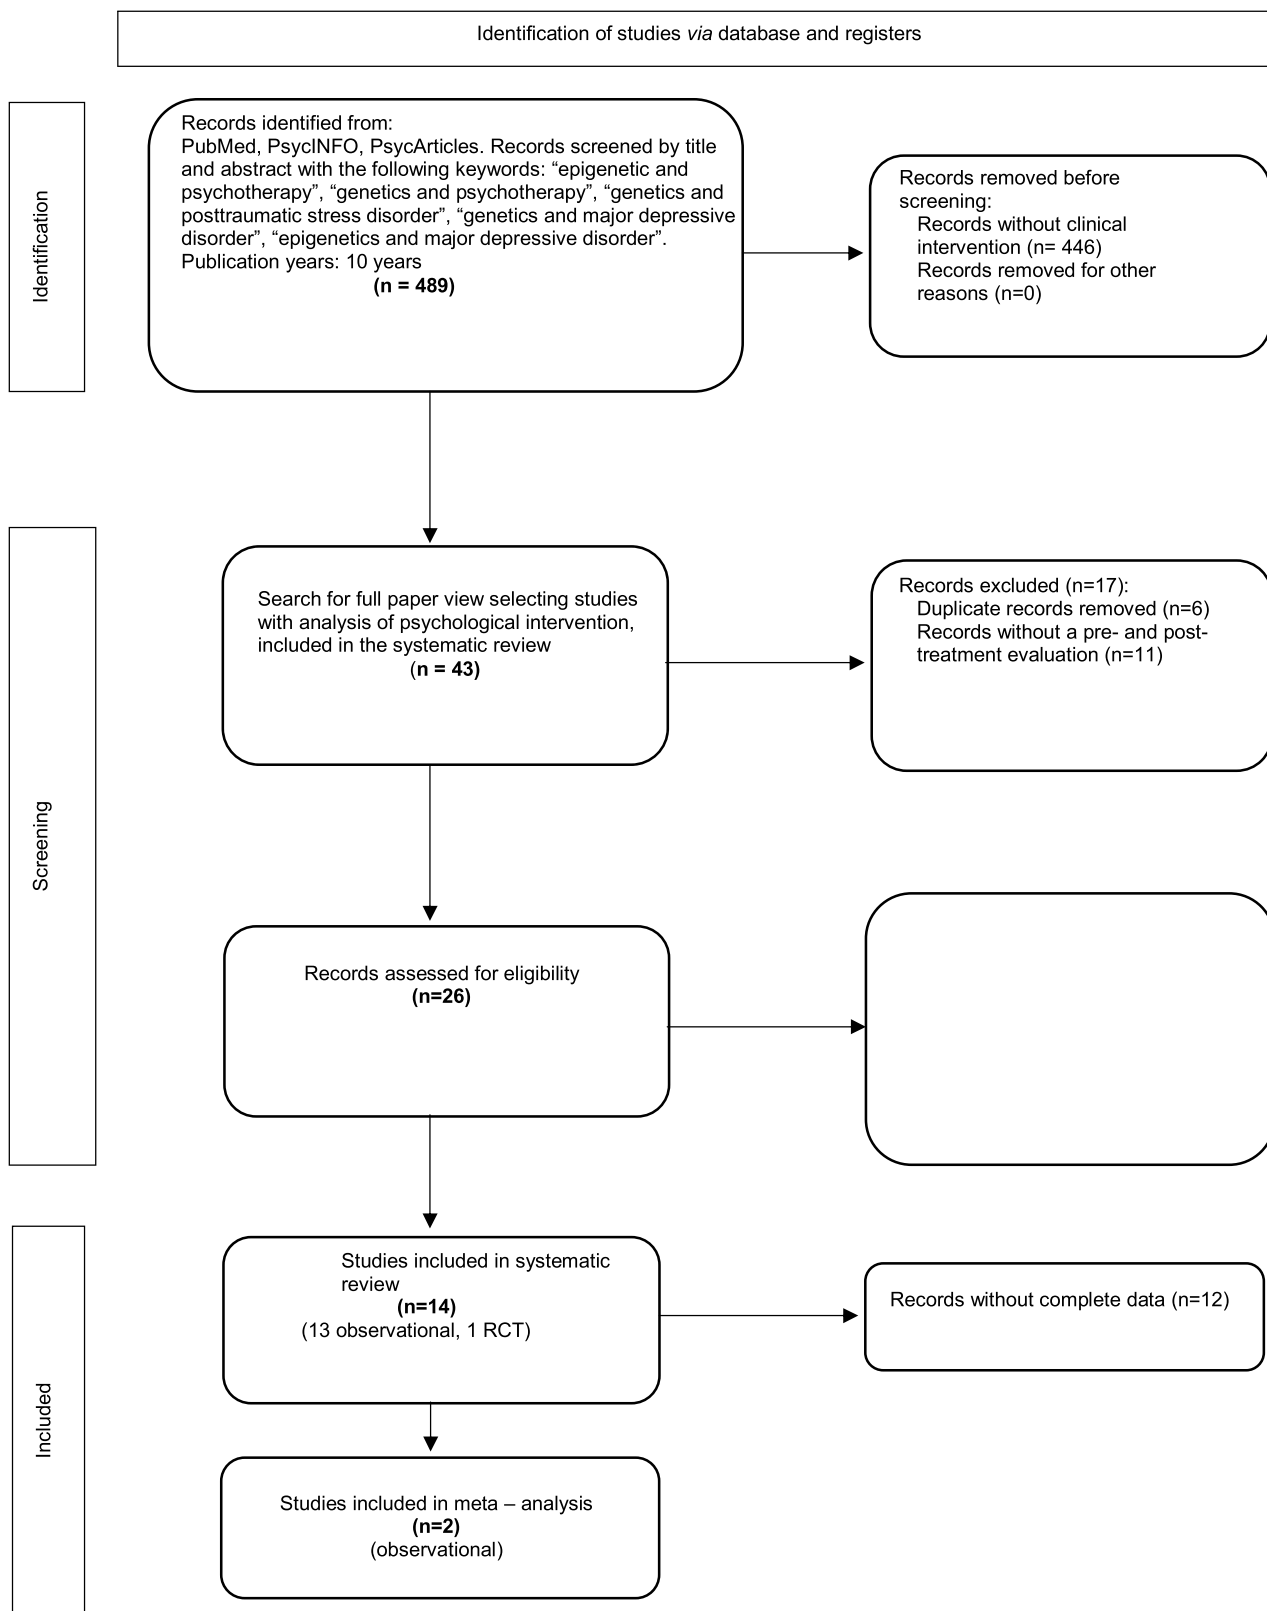 Identification of studies via database and registers
Identification
Records identified from:
PubMed, PsycINFO, PsycArticles. Records screened by title
and abstract with the following keywords: “epigenetic and
psychotherapy”, “genetics and psychotherapy”, “genetics and
posttraumatic stress disorder”, “genetics and major depressive
disorder”, “epigenetics and major depressive disorder”.
Publication years: 10 years
(n = 489)
Records removed before
screening:
Records without clinical
intervention (n= 446)
Records removed for other
reasons (n=0)
Screening
Search for full paper view selecting studies
with analysis of psychological intervention,
included in the systematic review
(n = 43)
Records excluded (n=17):
Duplicate records removed (n=6)
Records without a pre- and post-
treatment evaluation (n=11)
Records assessed for eligibility
(n=26)
Included
Studies included in systematic
review
(n=14)
(13 observational, 1 RCT)
Records without complete data (n=12)
Studies included in meta – analysis
(n=2)
(observational)